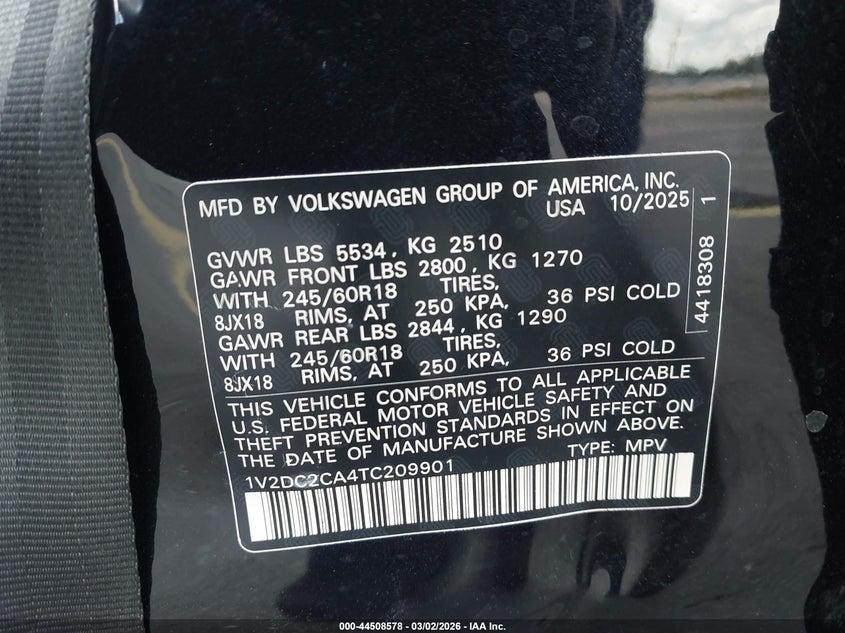 MFD BY VOLKSWAGEN GROUP OF AMERICA, INC.
USA 10/2025
GVWR LBS 5534, KG 2510
GAWR FRONT LBS 2800, KG 1270
WITH 245/60R18 TIRES,
8JX18 RIMS, AT 250 KPA, 36 PSI COLD
GAWR REAR LBS 2844, KG 1290
WITH 245/60R18 TIRES,
8JX18 RIMS, AT 250 KPA, 36 PSI COLD
4418308 1
THIS VEHICLE CONFORMS TO ALL APPLICABLE
U.S. FEDERAL MOTOR VEHICLE SAFETY AND
THEFT PREVENTION STANDARDS IN EFFECT ON
THE DATE OF MANUFACTURE SHOWN ABOVE.
TYPE: MPV
1V2DC2CA4TC209901
000-44508578 — 03/02/2026 — IAA Inc.